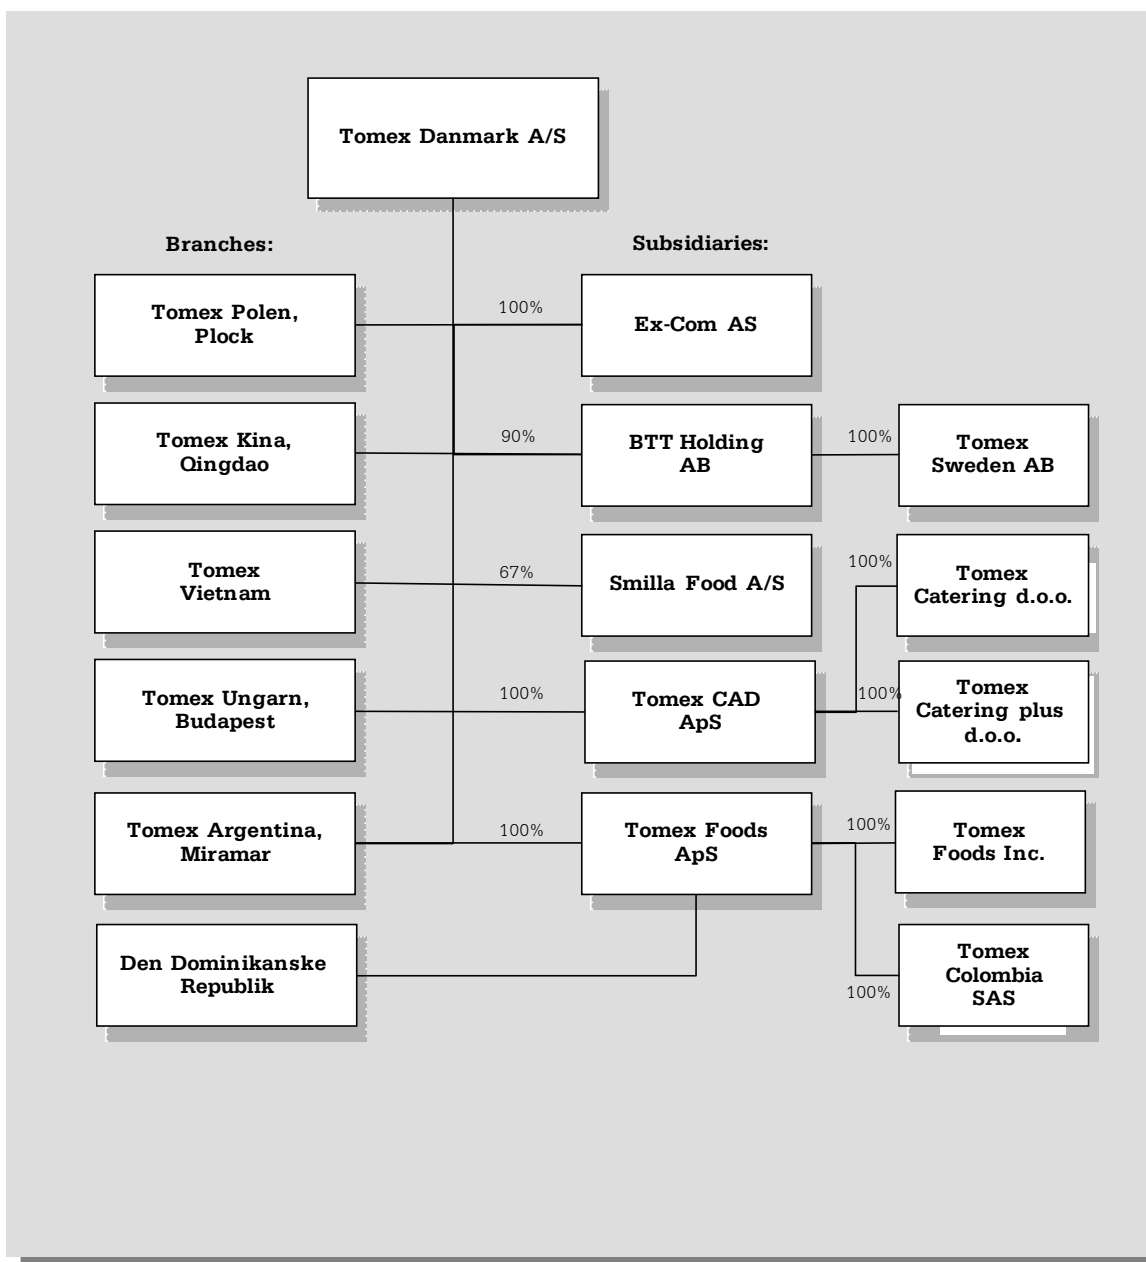 Tomex Danmark A/S
Branches:
Subsidiaries:
Tomex Polen,
Plock
100%
Ex-Com AS
Tomex Kina,
Qingdao
90%
BTT Holding
AB
100%
Tomex
Sweden AB
Tomex
Vietnam
67%
Smilla Food A/S
100%
Tomex
Catering d.o.o.
Tomex Ungarn,
Budapest
100%
Tomex CAD
ApS
100%
Tomex
Catering plus
d.o.o.
Tomex Argentina,
Miramar
100%
Tomex Foods
ApS
100%
Tomex
Foods Inc.
Den Dominikanske
Republik
100%
Tomex
Colombia
SAS